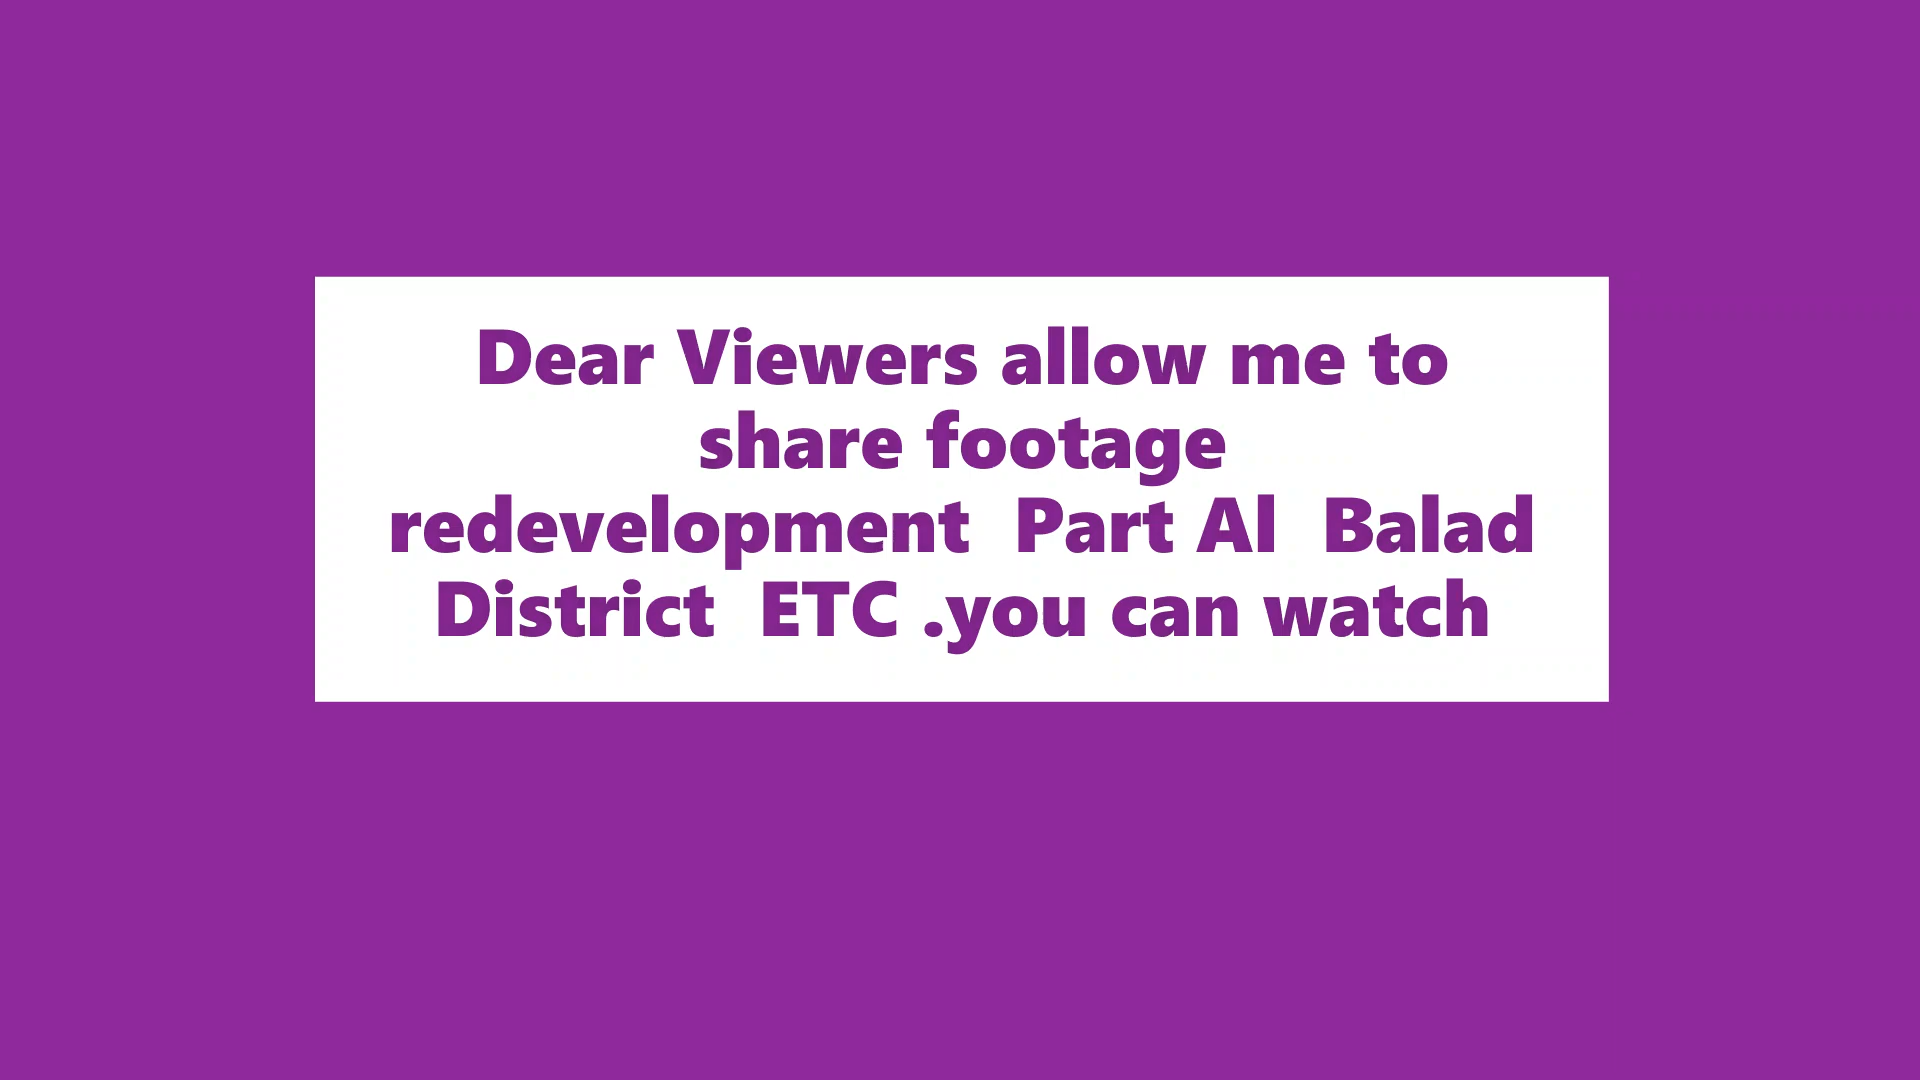 Dear Viewers allow me to
share footage
redevelopment  Part Al  Balad
District  ETC .you can watch